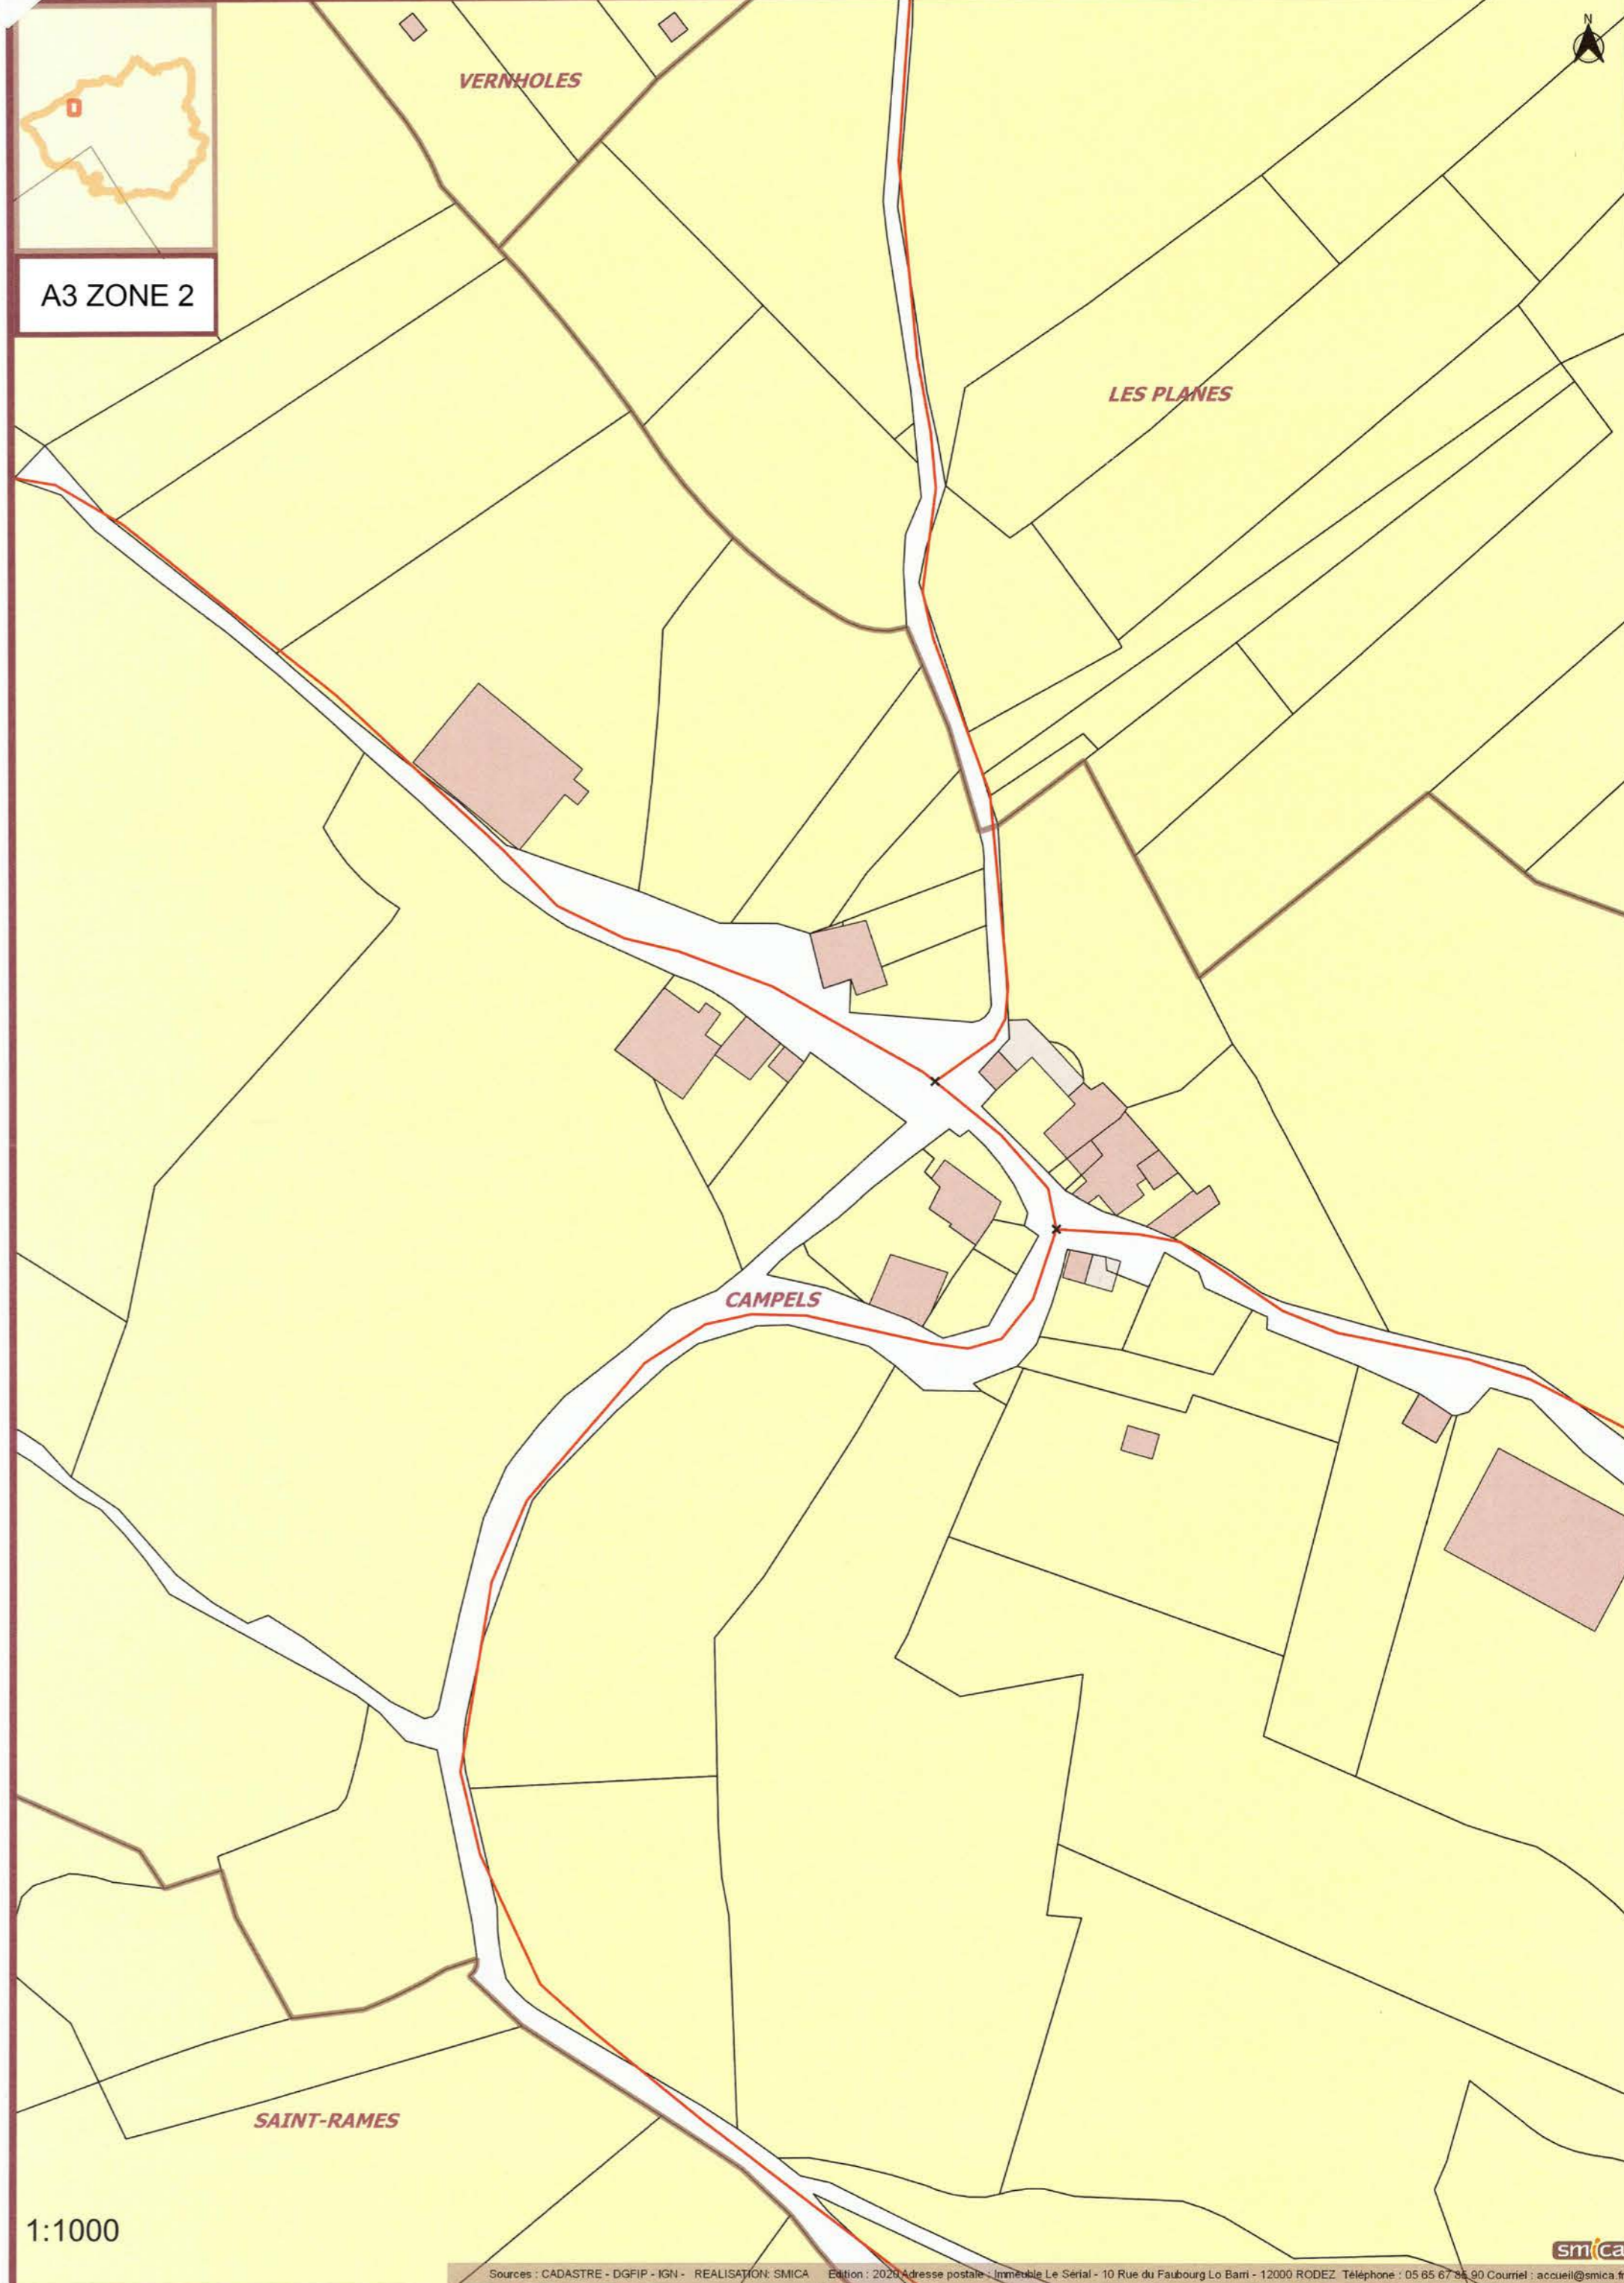 N
VERNHOLES
A3 ZONE 2
LES PLANES
CAMPELS
SAINT-RAMES
1:1000
smica
Sources : CADASTRE - DGFIP - IGN - REALISATION: SMICA Edition : 2020 Adresse postale : Immeuble Le Sérial - 10 Rue du Faubourg Lo Barri - 12000 RODEZ Téléphone : 05 65 67 85 90 Courriel : accueil@smica.fr